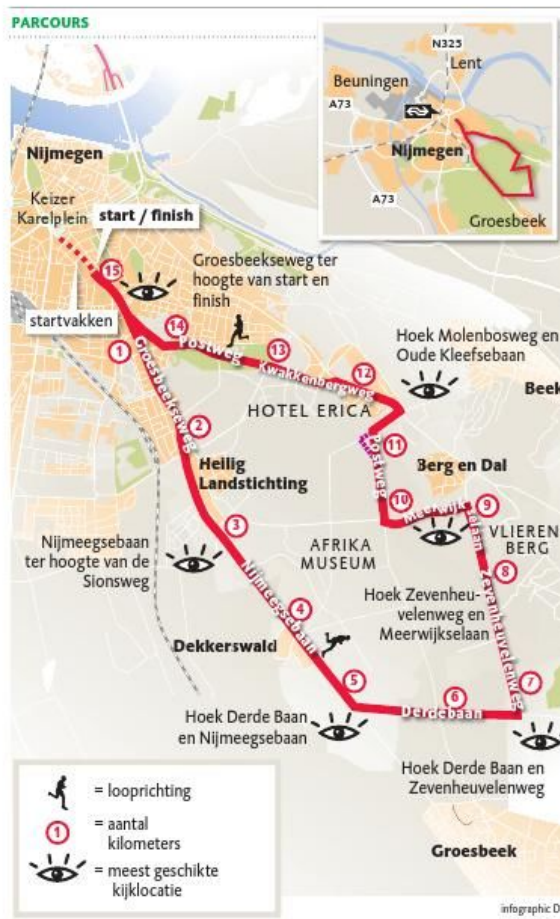 PARCOURS
N325
Lent
Beuningen
A73
Nijmegen
A73
Groesbeek
Nijmegen
Keizer
Karelplein
start / finish
startvakken
15
Groesbeekseweg ter
hoogte van start en
finish
1
14
Postweg
13
Kwakkenbergweg
12
Hoek Molenbosweg en
Oude Kleefsebaan
Beek
HOTEL ERICA
Groesbeekseweg
2
11
Postweg
Berg en Dal
Heilig
Landstichting
10
Meerwijkselaan
9
3
Nijmeegsebaan
ter hoogte van de
Sionsweg
AFRIKA
MUSEUM
VLIEREN
BERG
8
Zevenheuvelenweg
Hoek Zevenheu-
velenweg en
Meerwijkselaan
4
Nijmeegsebaan
Dekkerswald
5
6
7
Derdebaan
Hoek Derde Baan
en Nijmeegsebaan
Hoek Derde Baan en
Zevenheuvelenweg
= looprichting
1
= aantal
kilometers
= meest geschikte
kijklocatie
Groesbeek
infographic D